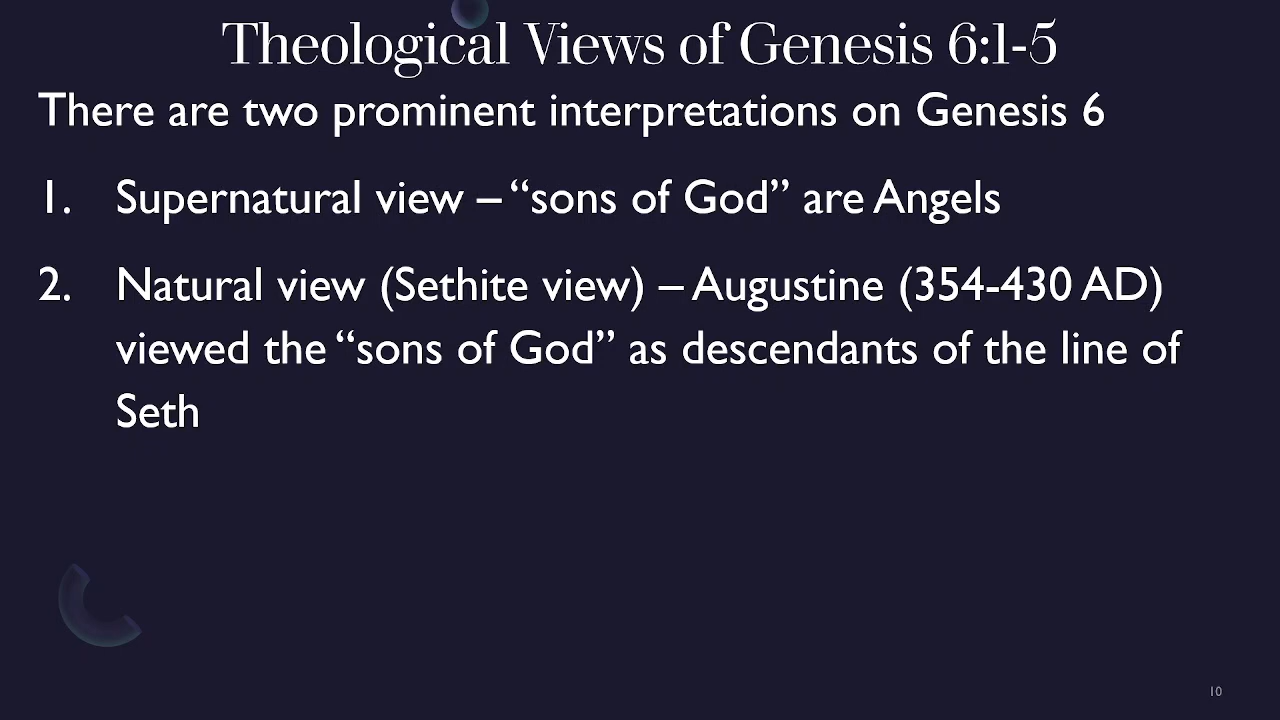 Theological Views of Genesis 6:1-5
There are two prominent interpretations on Genesis 6
1. Supernatural view – “sons of God” are Angels
2. Natural view (Sethite view) – Augustine (354-430 AD)
viewed the “sons of God” as descendants of the line of
Seth
10